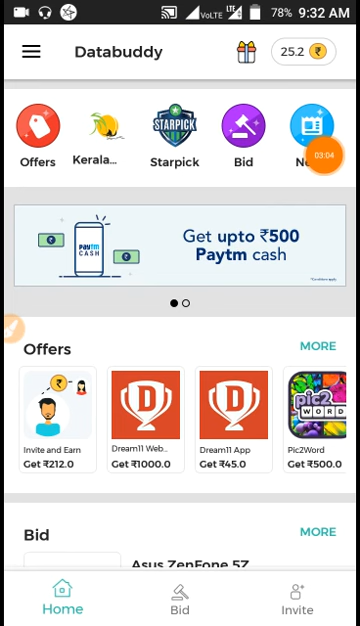 VoLTE LTE 78% 9:32 AM
Databuddy
25.2 ₹
Offers
Kerala...
Starpick
Bid
03:04
STARPICK
PAYTM
CASH
Get upto ₹500
Paytm cash
Offers
MORE
Invite and Earn
Get ₹212.0
Dream11 Web...
Get ₹1000.0
Dream11 App
Get ₹45.0
PIC2
WORD
Pic2Word
Get ₹500.0
Bid
MORE
Asus ZenFone 5Z
Home
Bid
Invite